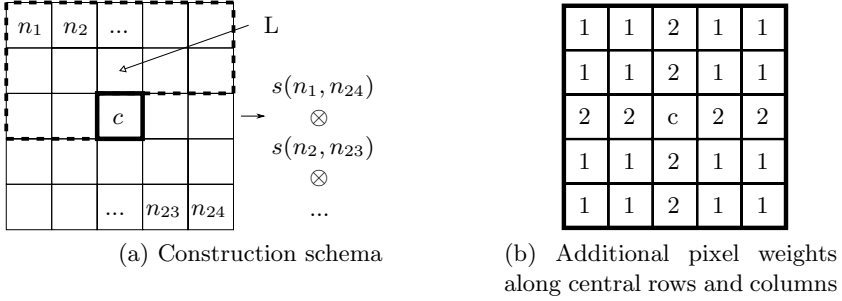 n1 n2 ...
L
s(n1, n24)
c
⊗
s(n2, n23)
⊗
... n23 n24
...
(a) Construction schema
1 1 2 1 1
1 1 2 1 1
2 2 c 2 2
1 1 2 1 1
1 1 2 1 1
(b) Additional pixel weights
along central rows and columns